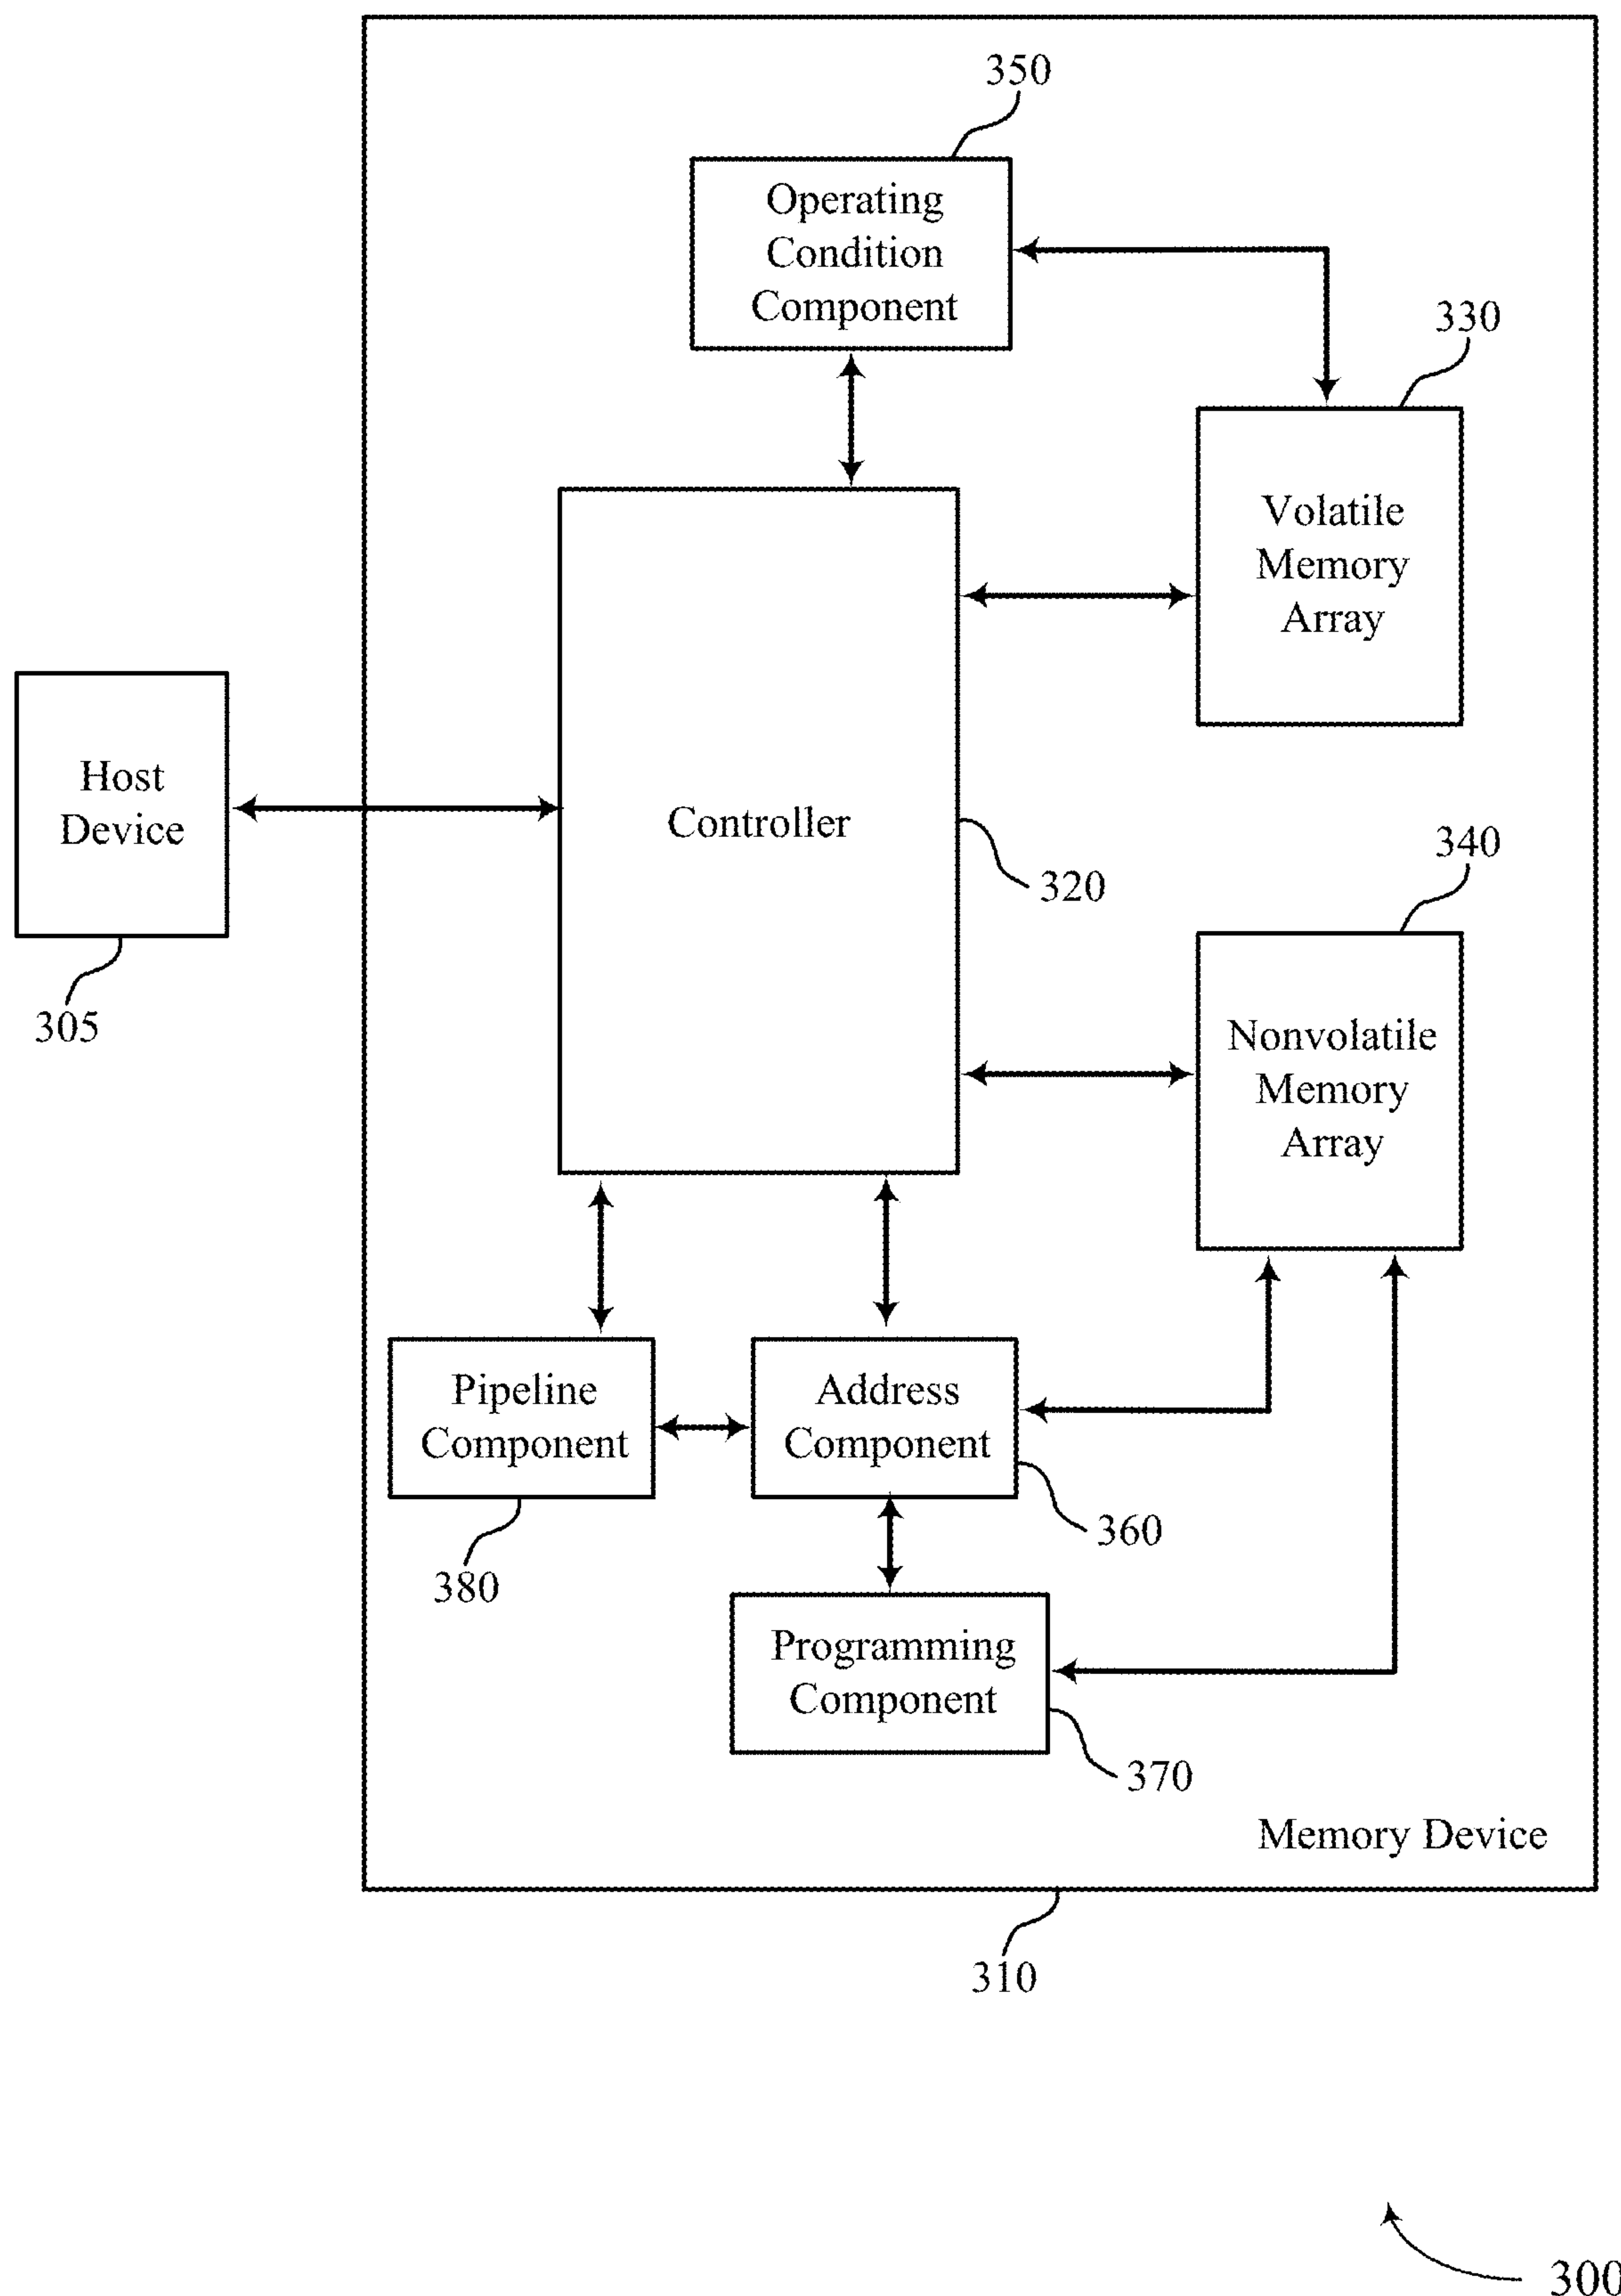 350
Operating
Condition
Component
330
Volatile
Memory
Array
Host
Device
305
Controller
320
340
Nonvolatile
Memory
Array
Pipeline
Component
380
Address
Component
360
Programming
Component
370
Memory Device
310
300